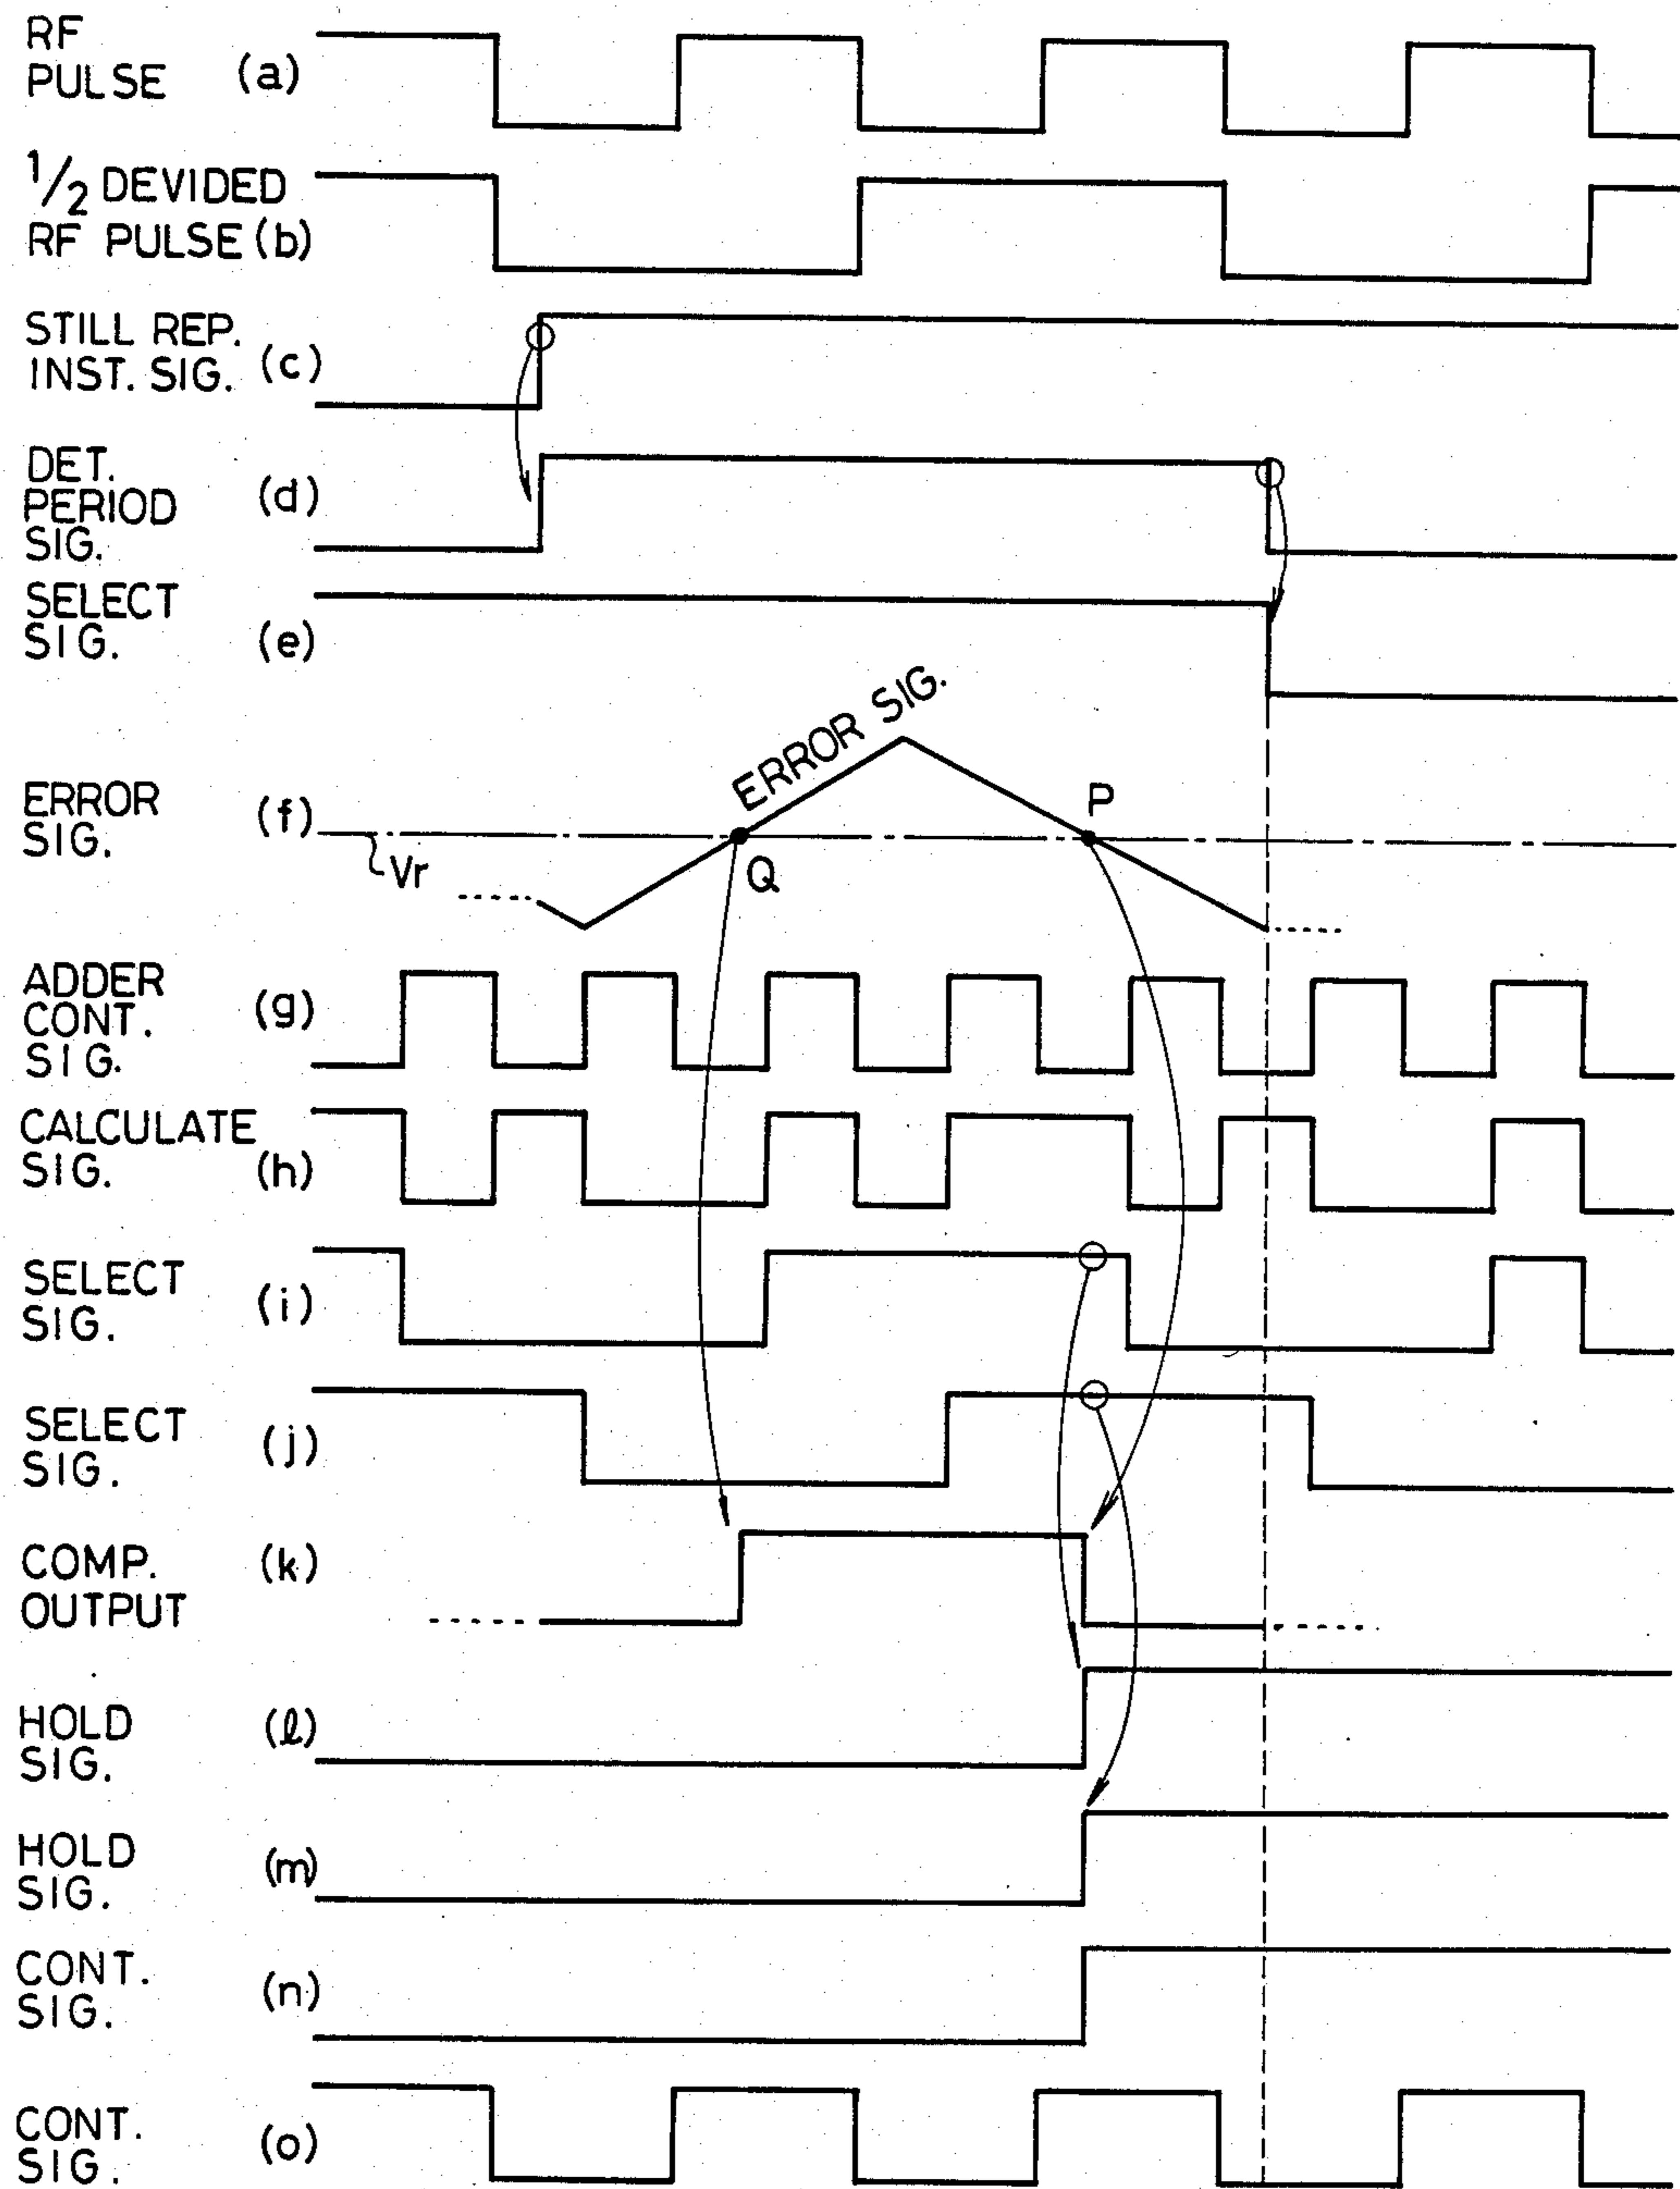 RF
PULSE (a)
1/2 DEVIDED
RF PULSE (b)
STILL REP.
INST. SIG. (c)
DET.
PERIOD (d)
SIG.
SELECT
SIG. (e)
ERROR SIG.
ERROR
SIG. (f)
Vr
Q
P
ADDER
CONT. (g)
SIG.
CALCULATE
SIG. (h)
SELECT
SIG. (i)
SELECT
SIG. (j)
COMP.
OUTPUT (k)
HOLD
SIG. (l)
HOLD
SIG. (m)
CONT.
SIG. (n)
CONT.
SIG. (o)